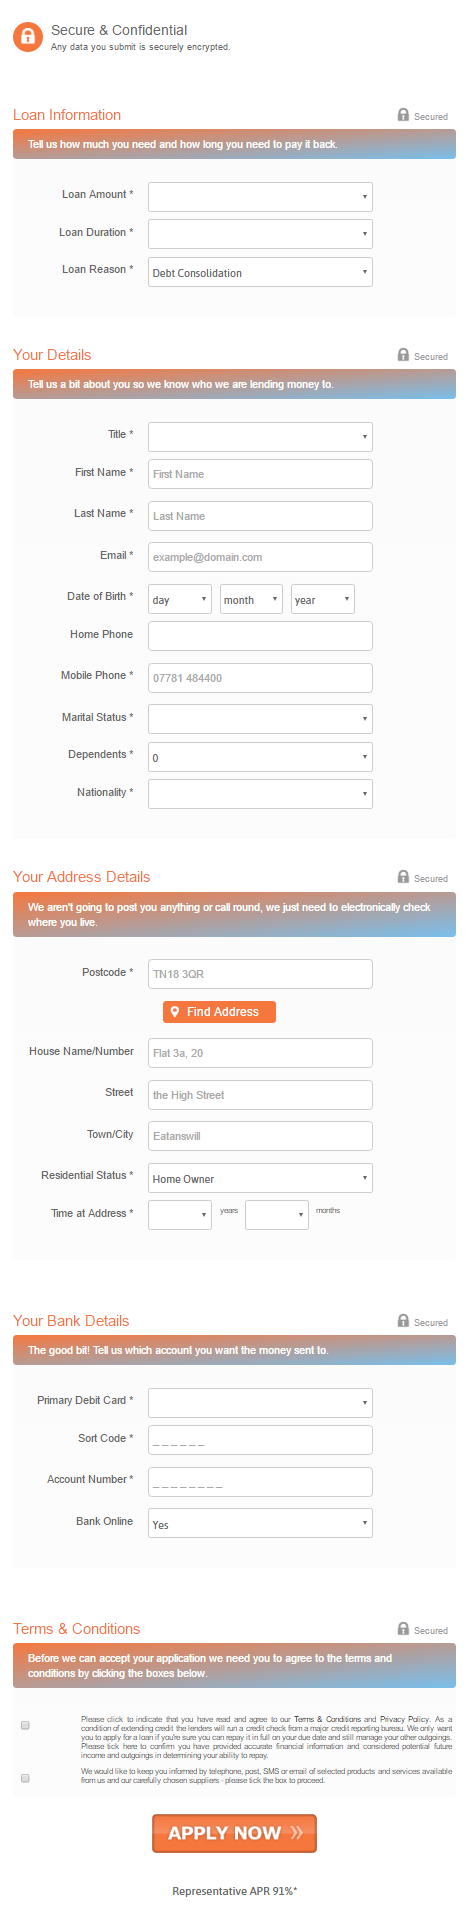 Secure & Confidential
Any data you submit is securely encrypted.
Loan Information
Secured
Tell us how much you need and how long you need to pay it back.
Loan Amount *
Loan Duration *
Loan Reason * Debt Consolidation
Your Details
Secured
Tell us a bit about you so we know who we are lending money to.
Title *
First Name * First Name
Last Name * Last Name
Email * example@domain.com
Date of Birth * day month year
Home Phone
Mobile Phone * 07781 484400
Marital Status *
Dependents * 0
Nationality *
Your Address Details
Secured
We aren't going to post you anything or call round, we just need to electronically check
where you live.
Postcode * TN18 3QR
Find Address
House Name/Number Flat 3a, 20
Street the High Street
Town/City Eatanswill
Residential Status * Home Owner
Time at Address * years months
Your Bank Details
Secured
The good bit! Tell us which account you want the money sent to.
Primary Debit Card *
Sort Code * _ _ _ _ _ _
Account Number * _ _ _ _ _ _ _ _
Bank Online Yes
Terms & Conditions
Secured
Before we can accept your application we need you to agree to the terms and
conditions by clicking the boxes below.
Please click to indicate that you have read and agree to our Terms & Conditions and Privacy Policy. As a
condition of extending credit the lenders will run a credit check from a major credit reporting bureau. We only want
you to apply for a loan if you're sure you can repay it in full on your due date and still manage your other outgoings.
Please tick here to confirm you have provided accurate financial information and considered potential future
income and outgoings in determining your ability to repay.
We would like to keep you informed by telephone, post, SMS or email of selected products and services available
from us and our carefully chosen suppliers - please tick the box to proceed.
APPLY NOW »
Representative APR 91%*